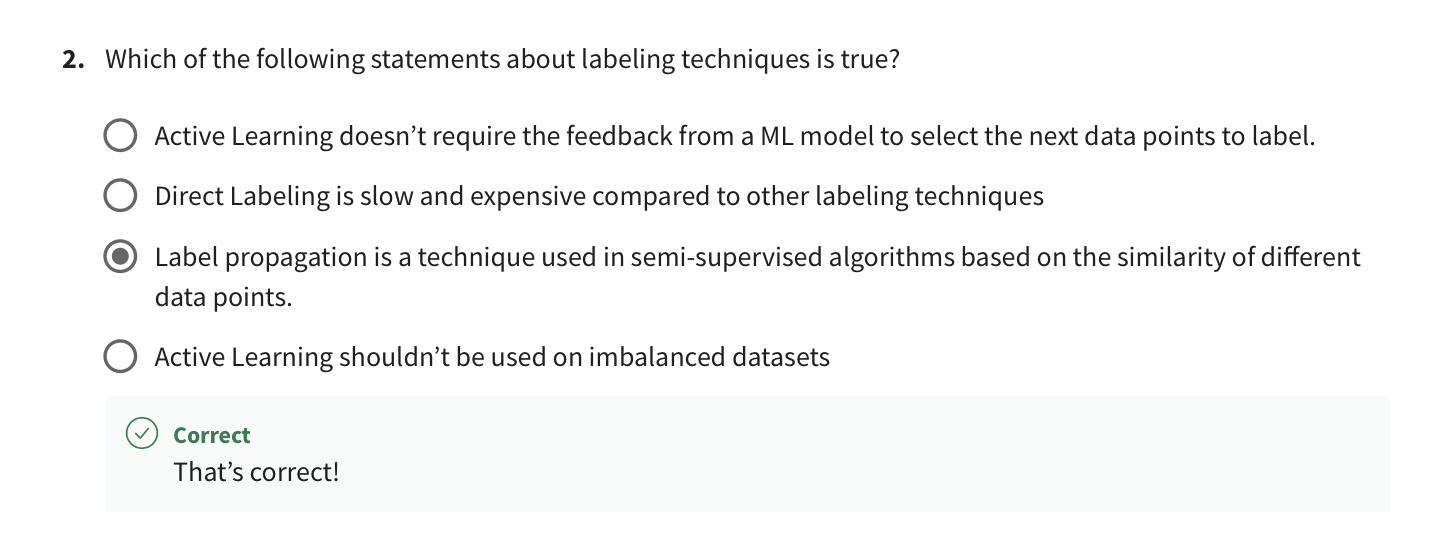 2. Which of the following statements about labeling techniques is true?
Active Learning doesn’t require the feedback from a ML model to select the next data points to label.
Direct Labeling is slow and expensive compared to other labeling techniques
Label propagation is a technique used in semi-supervised algorithms based on the similarity of different
data points.
Active Learning shouldn’t be used on imbalanced datasets
Correct
That’s correct!